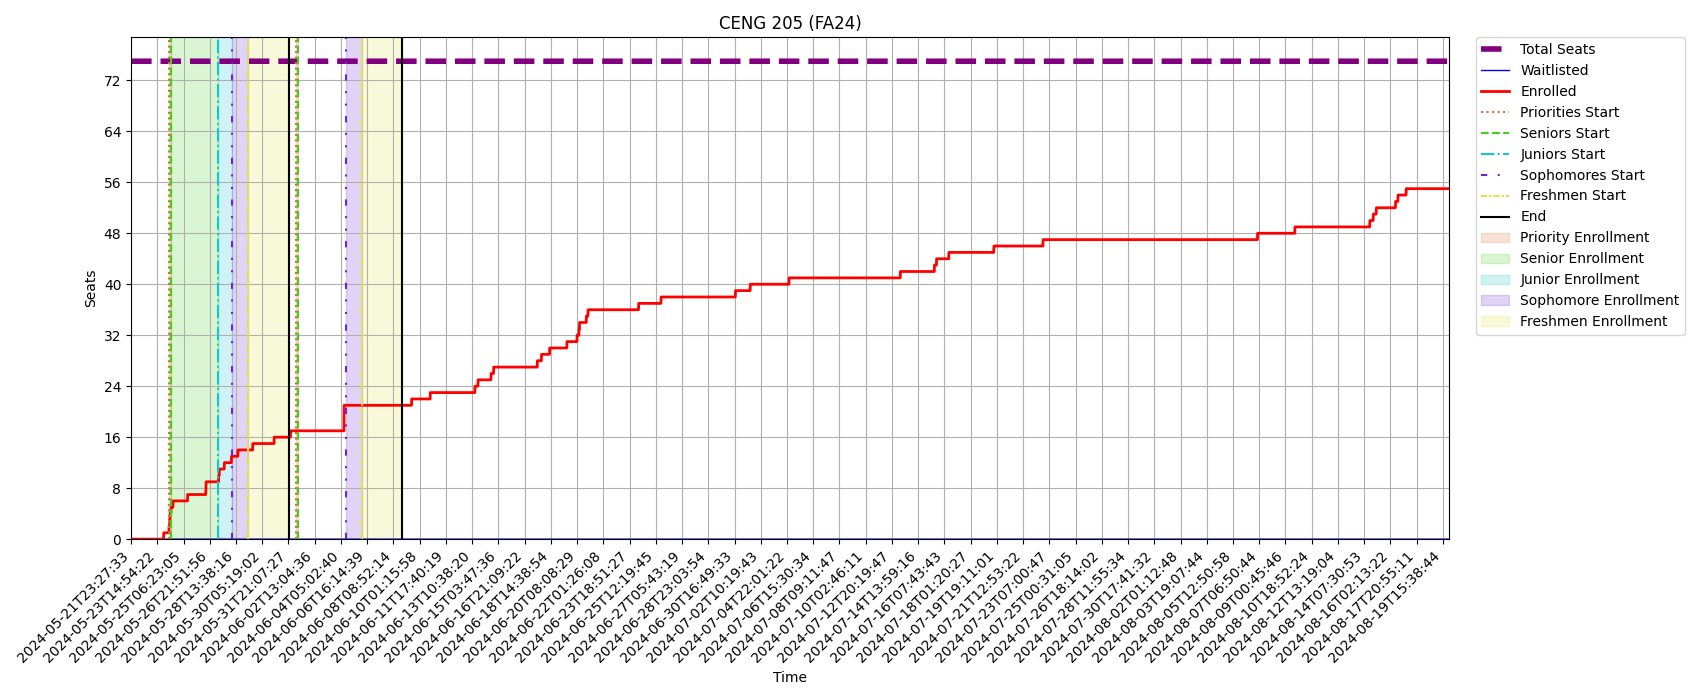 CENG 205 (FA24)
Total Seats
Waitlisted
Enrolled
Priorities Start
Seniors Start
Juniors Start
Sophomores Start
Freshmen Start
End
Priority Enrollment
Senior Enrollment
Junior Enrollment
Sophomore Enrollment
Freshmen Enrollment
Seats
72
64
56
48
40
32
24
16
8
0
2024-05-21T23:27:33
2024-05-23T14:54:22
2024-05-25T06:23:05
2024-05-26T21:51:56
2024-05-28T13:38:16
2024-05-30T05:19:02
2024-05-31T21:07:27
2024-06-02T13:04:36
2024-06-04T05:02:40
2024-06-06T16:14:39
2024-06-08T08:52:14
2024-06-10T01:15:58
2024-06-11T17:40:19
2024-06-13T10:38:20
2024-06-15T03:47:36
2024-06-16T21:09:22
2024-06-18T14:38:54
2024-06-20T08:08:29
2024-06-22T01:26:08
2024-06-23T18:51:27
2024-06-25T12:19:45
2024-06-27T05:43:19
2024-06-28T23:03:54
2024-06-30T16:49:33
2024-07-02T10:19:43
2024-07-04T22:01:22
2024-07-06T15:30:34
2024-07-08T09:11:47
2024-07-10T02:46:11
2024-07-12T20:19:47
2024-07-14T13:59:16
2024-07-16T07:43:43
2024-07-18T01:20:27
2024-07-19T19:11:01
2024-07-21T12:53:22
2024-07-23T07:00:47
2024-07-25T00:31:05
2024-07-26T18:14:02
2024-07-28T11:55:34
2024-07-30T17:41:32
2024-08-02T01:12:48
2024-08-03T19:07:44
2024-08-05T12:50:58
2024-08-07T06:50:44
2024-08-09T00:45:46
2024-08-10T18:52:24
2024-08-12T13:19:04
2024-08-14T07:30:53
2024-08-16T02:13:22
2024-08-17T20:55:11
2024-08-19T15:38:44
Time